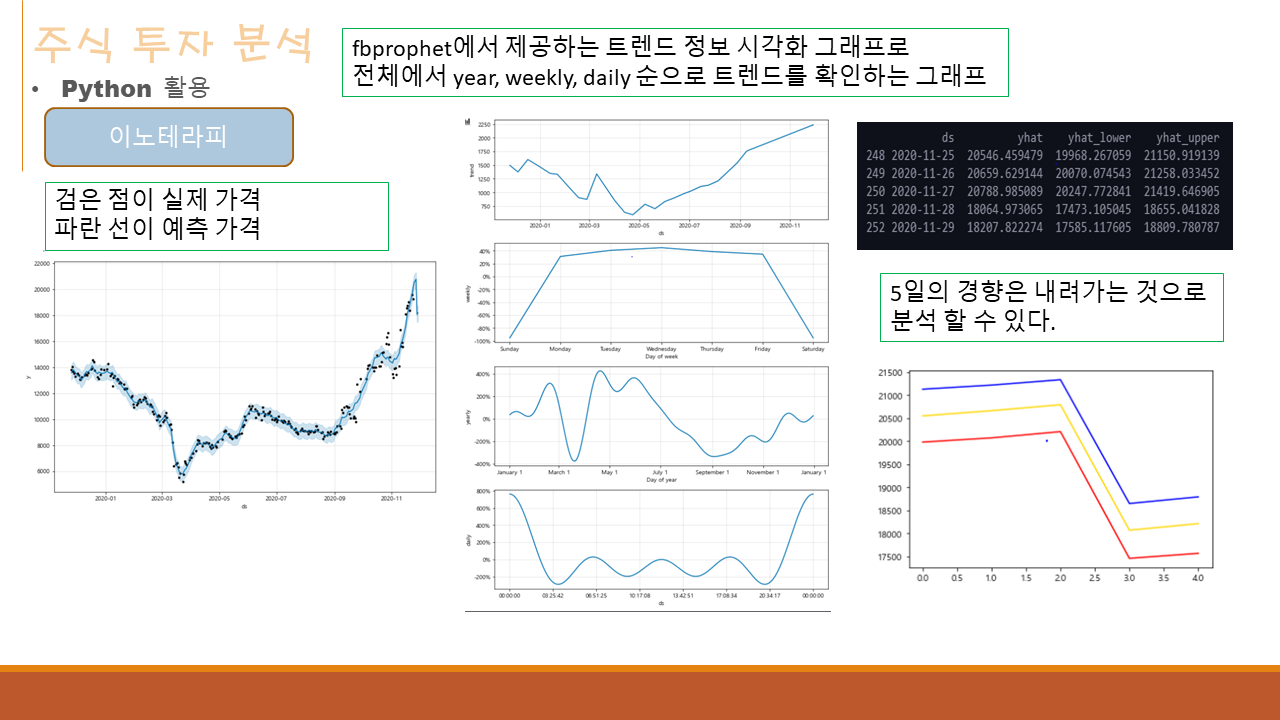 주식 투자 분석
• Python 활용
이노테라피
fbprophet에서 제공하는 트렌드 정보 시각화 그래프로
전체에서 year, weekly, daily 순으로 트렌드를 확인하는 그래프
검은 점이 실제 가격
파란 선이 예측 가격
22000
20000
18000
16000
14000
12000
10000
8000
6000
y
2020-01 2020-03 2020-05 2020-07 2020-09 2020-11
ds
2250
2000
1750
1500
1250
1000
750
trend
2020-01 2020-03 2020-05 2020-07 2020-09 2020-11
ds
40%
20%
0%
-20%
-40%
-60%
-80%
-100%
weekly
Sunday Monday Tuesday Wednesday Thursday Friday Saturday
Day of week
400%
200%
0%
-200%
-400%
yearly
January 1 March 1 May 1 July 1 September 1 November 1 January 1
Day of year
800%
600%
400%
200%
0%
-200%
daily
00:00:00 03:25:42 06:51:25 10:17:08 13:42:51 17:08:34 20:34:17 00:00:00
ds
ds yhat yhat_lower yhat_upper
248 2020-11-25 20546.459479 19968.267059 21150.919139
249 2020-11-26 20659.629144 20070.074543 21258.033452
250 2020-11-27 20788.985089 20247.772841 21419.646905
251 2020-11-28 18064.973065 17473.105045 18655.041828
252 2020-11-29 18207.822274 17585.117605 18809.780787
5일의 경향은 내려가는 것으로
분석 할 수 있다.
21500
21000
20500
20000
19500
19000
18500
18000
17500
0.0 0.5 1.0 1.5 2.0 2.5 3.0 3.5 4.0